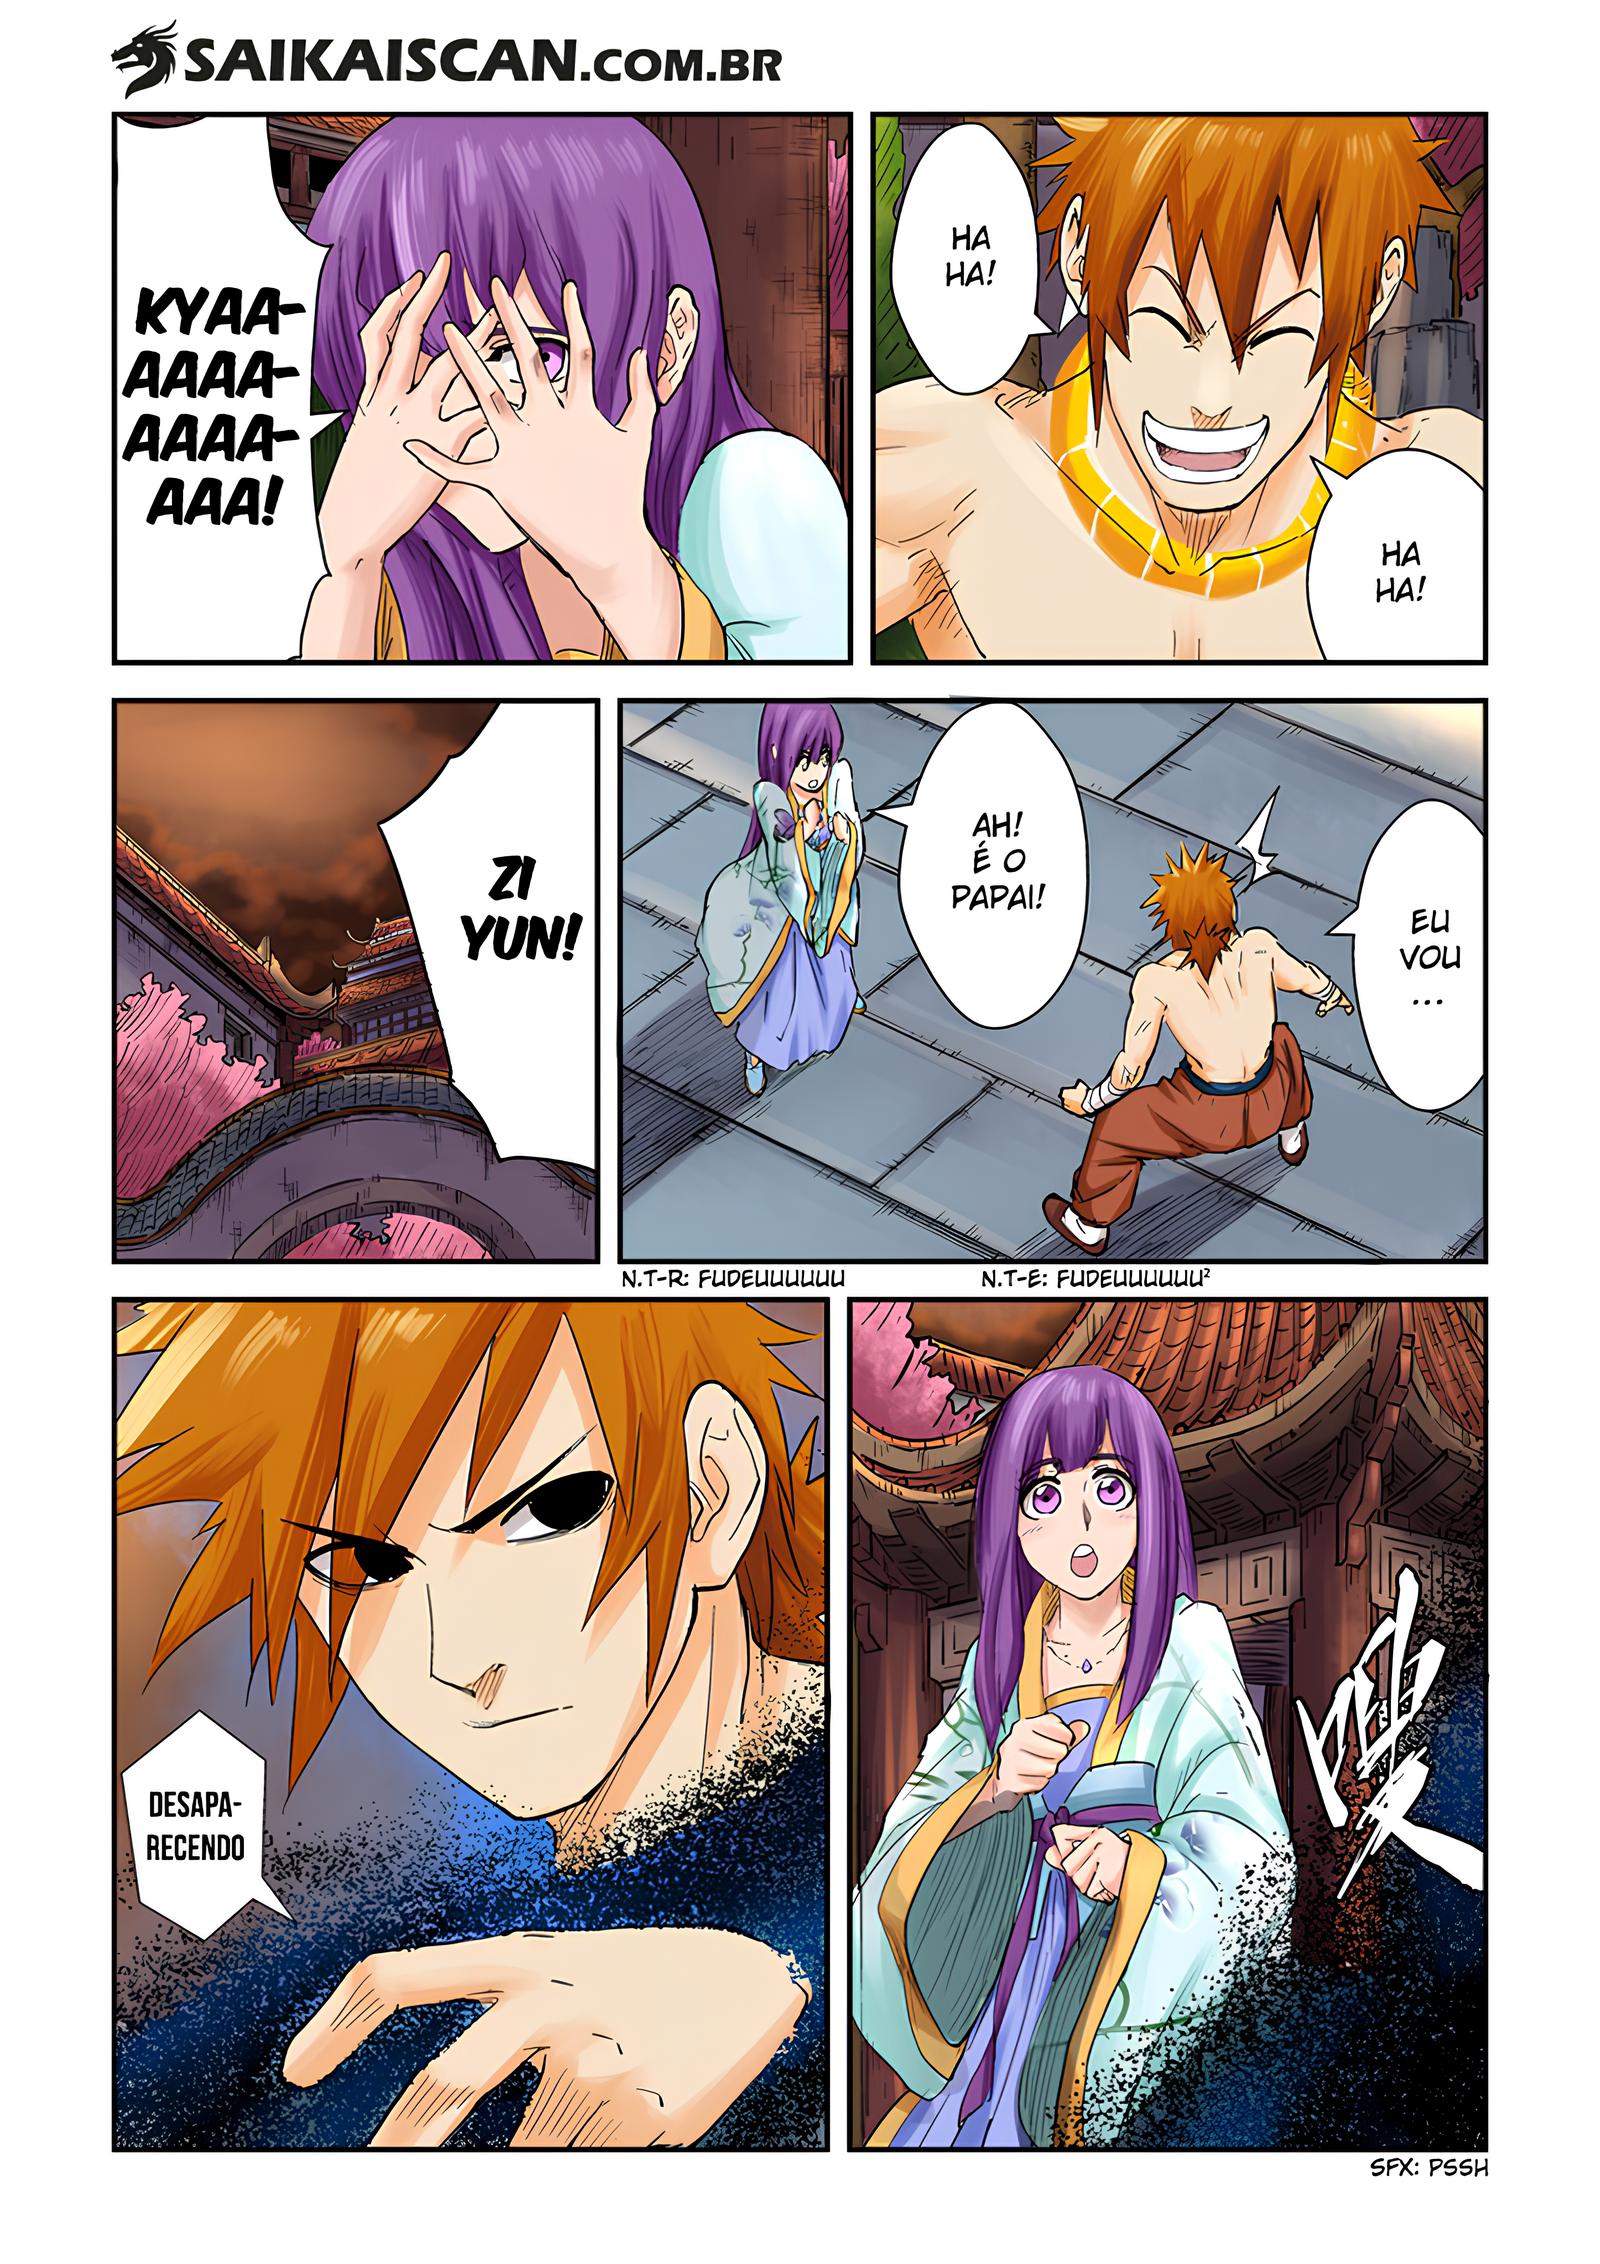 SAIKAISCAN.COM.BR
KYAA-
AAAA-
AAAA-
AAA!
HA
HA!
HA
HA!
ZI
YUN!
AH!
É O
PAPAI!
EU
VOU
...
N.T-R: FUDEUUUUUU
N.T-E: FUDEUUUUUU²
DESAPA-
RECENDO
SFX: PSSH